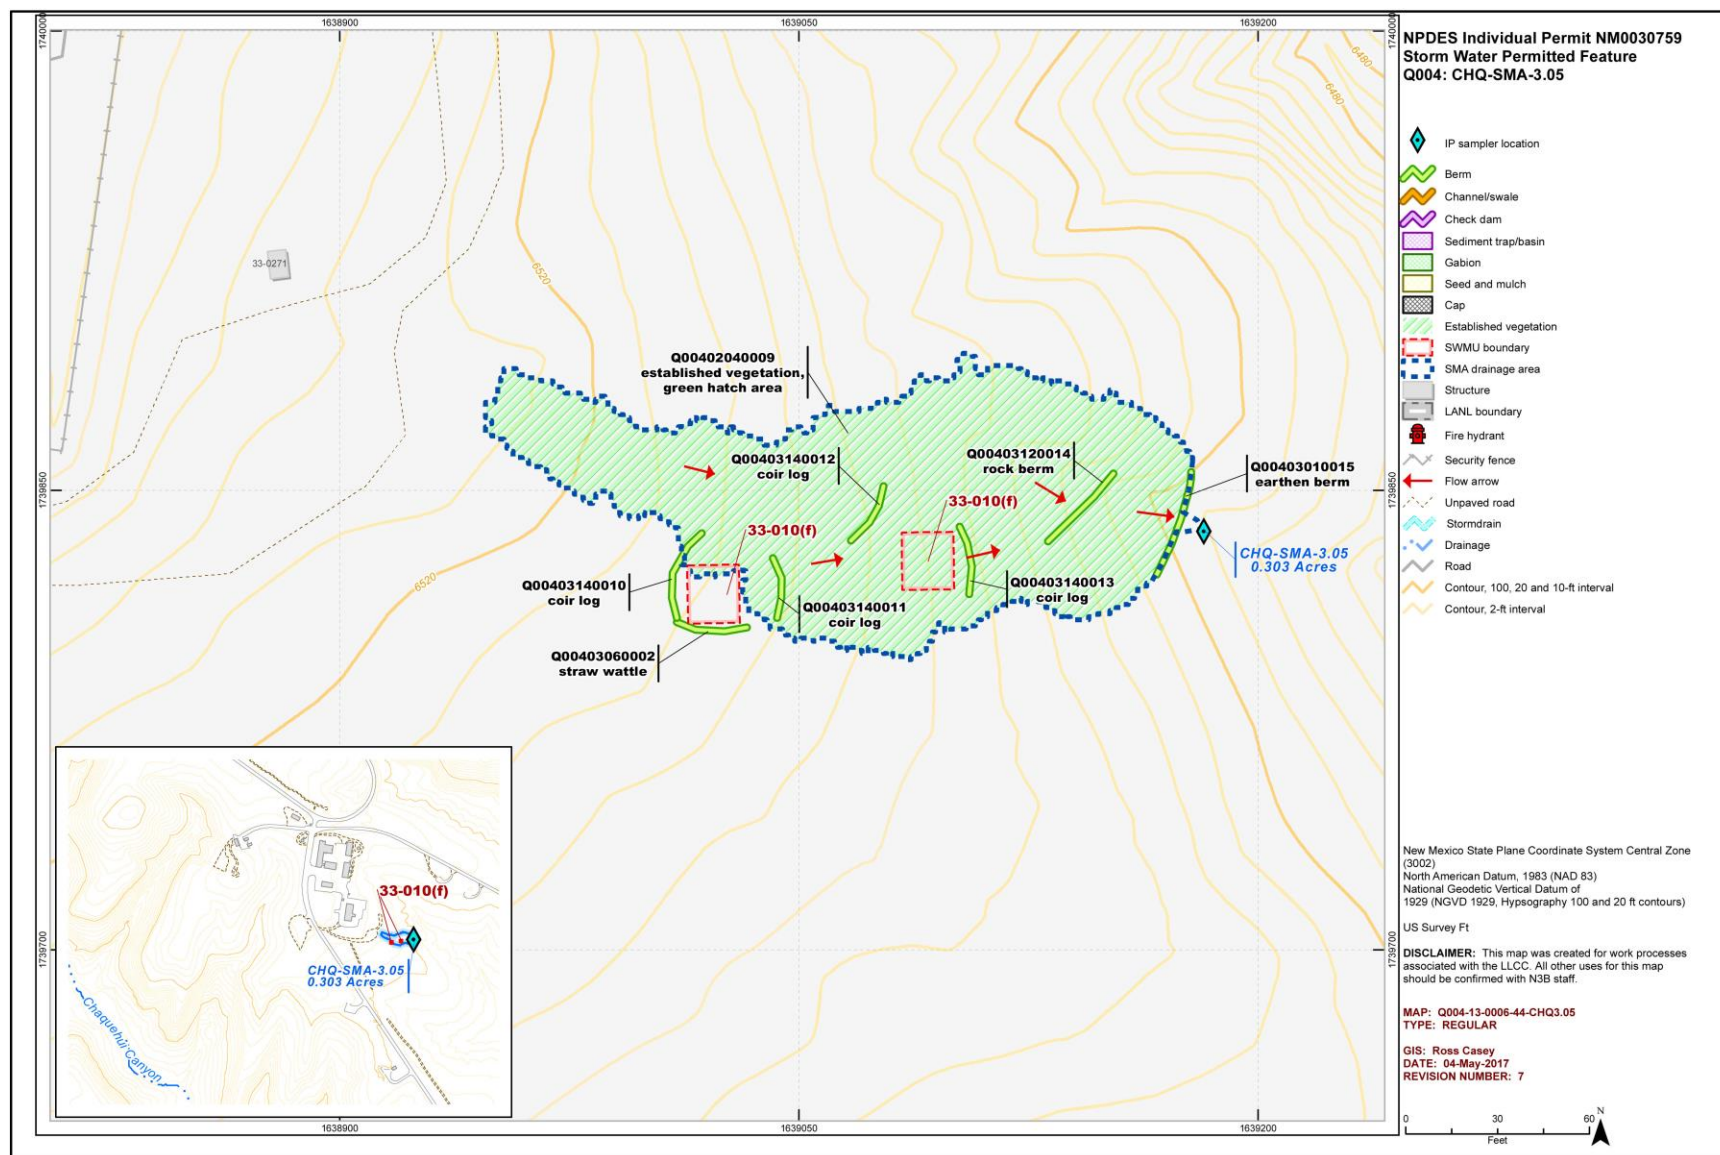 1638900
1639050
1639200
1740000
1740000
NPDES Individual Permit NM0030759
Storm Water Permitted Feature
Q004: CHQ-SMA-3.05
6480
6480
IP sampler location
Berm
Channel/swale
Check dam
Sediment trap/basin
Gabion
Seed and mulch
Cap
Established vegetation
SWMU boundary
SMA drainage area
Structure
LANL boundary
Fire hydrant
Security fence
Flow arrow
Unpaved road
Stormdrain
Drainage
Road
Contour, 100, 20 and 10-ft interval
Contour, 2-ft interval
33-0271
6520
Q00402040009
established vegetation,
green hatch area
Q00403140012
coir log
Q00403120014
rock berm
Q00403010015
earthen berm
1739850
1739850
33-010(f)
33-010(f)
CHQ-SMA-3.05
0.303 Acres
6520
Q00403140010
coir log
Q00403140011
coir log
Q00403140013
coir log
Q00403060002
straw wattle
33-010(f)
CHQ-SMA-3.05
0.303 Acres
Chaquehui Canyon
1739700
1739700
New Mexico State Plane Coordinate System Central Zone
(3002)
North American Datum, 1983 (NAD 83)
National Geodetic Vertical Datum of
1929 (NGVD 1929, Hypsography 100 and 20 ft contours)
US Survey Ft
DISCLAIMER: This map was created for work processes
associated with the LLCC. All other uses for this map
should be confirmed with N3B staff.
MAP: Q004-13-0006-44-CHQ3.05
TYPE: REGULAR
GIS: Ross Casey
DATE: 04-May-2017
REVISION NUMBER: 7
0 30 60
Feet
N
1638900
1639050
1639200